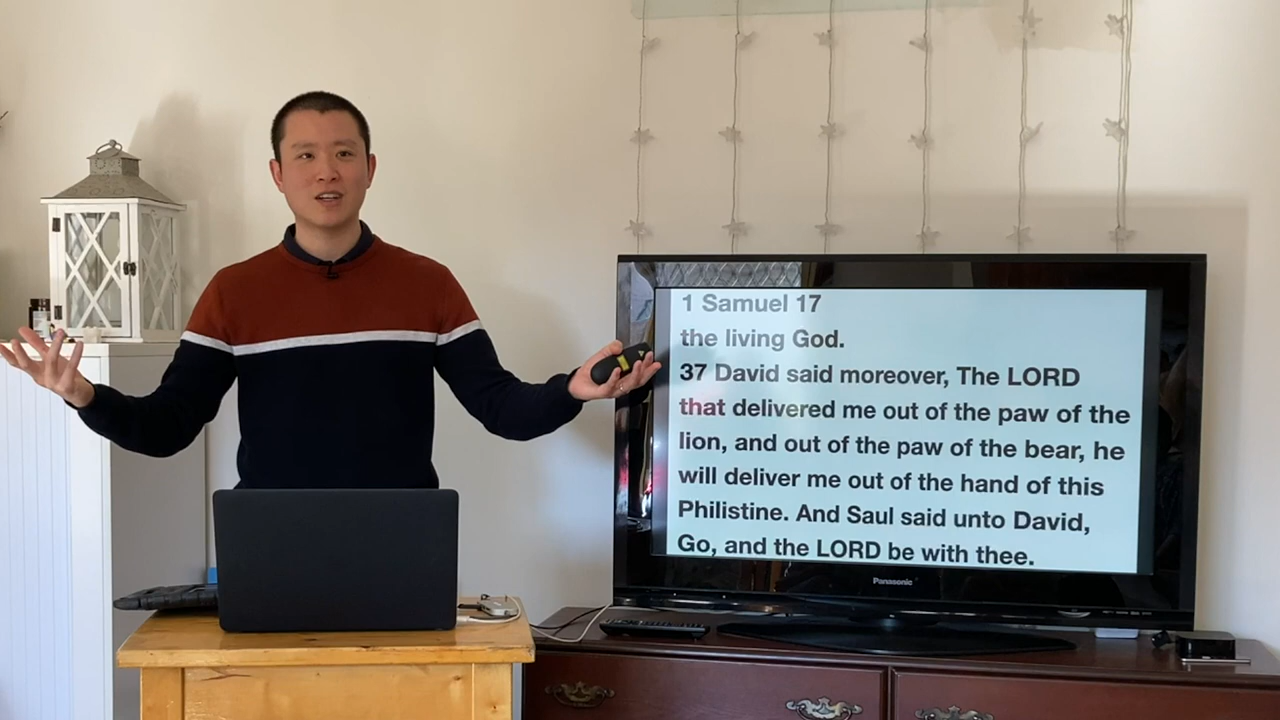 1 Samuel 17
the living God.
37 David said moreover, The LORD
that delivered me out of the paw of the
lion, and out of the paw of the bear, he
will deliver me out of the hand of this
Philistine. And Saul said unto David,
Go, and the LORD be with thee.
Panasonic